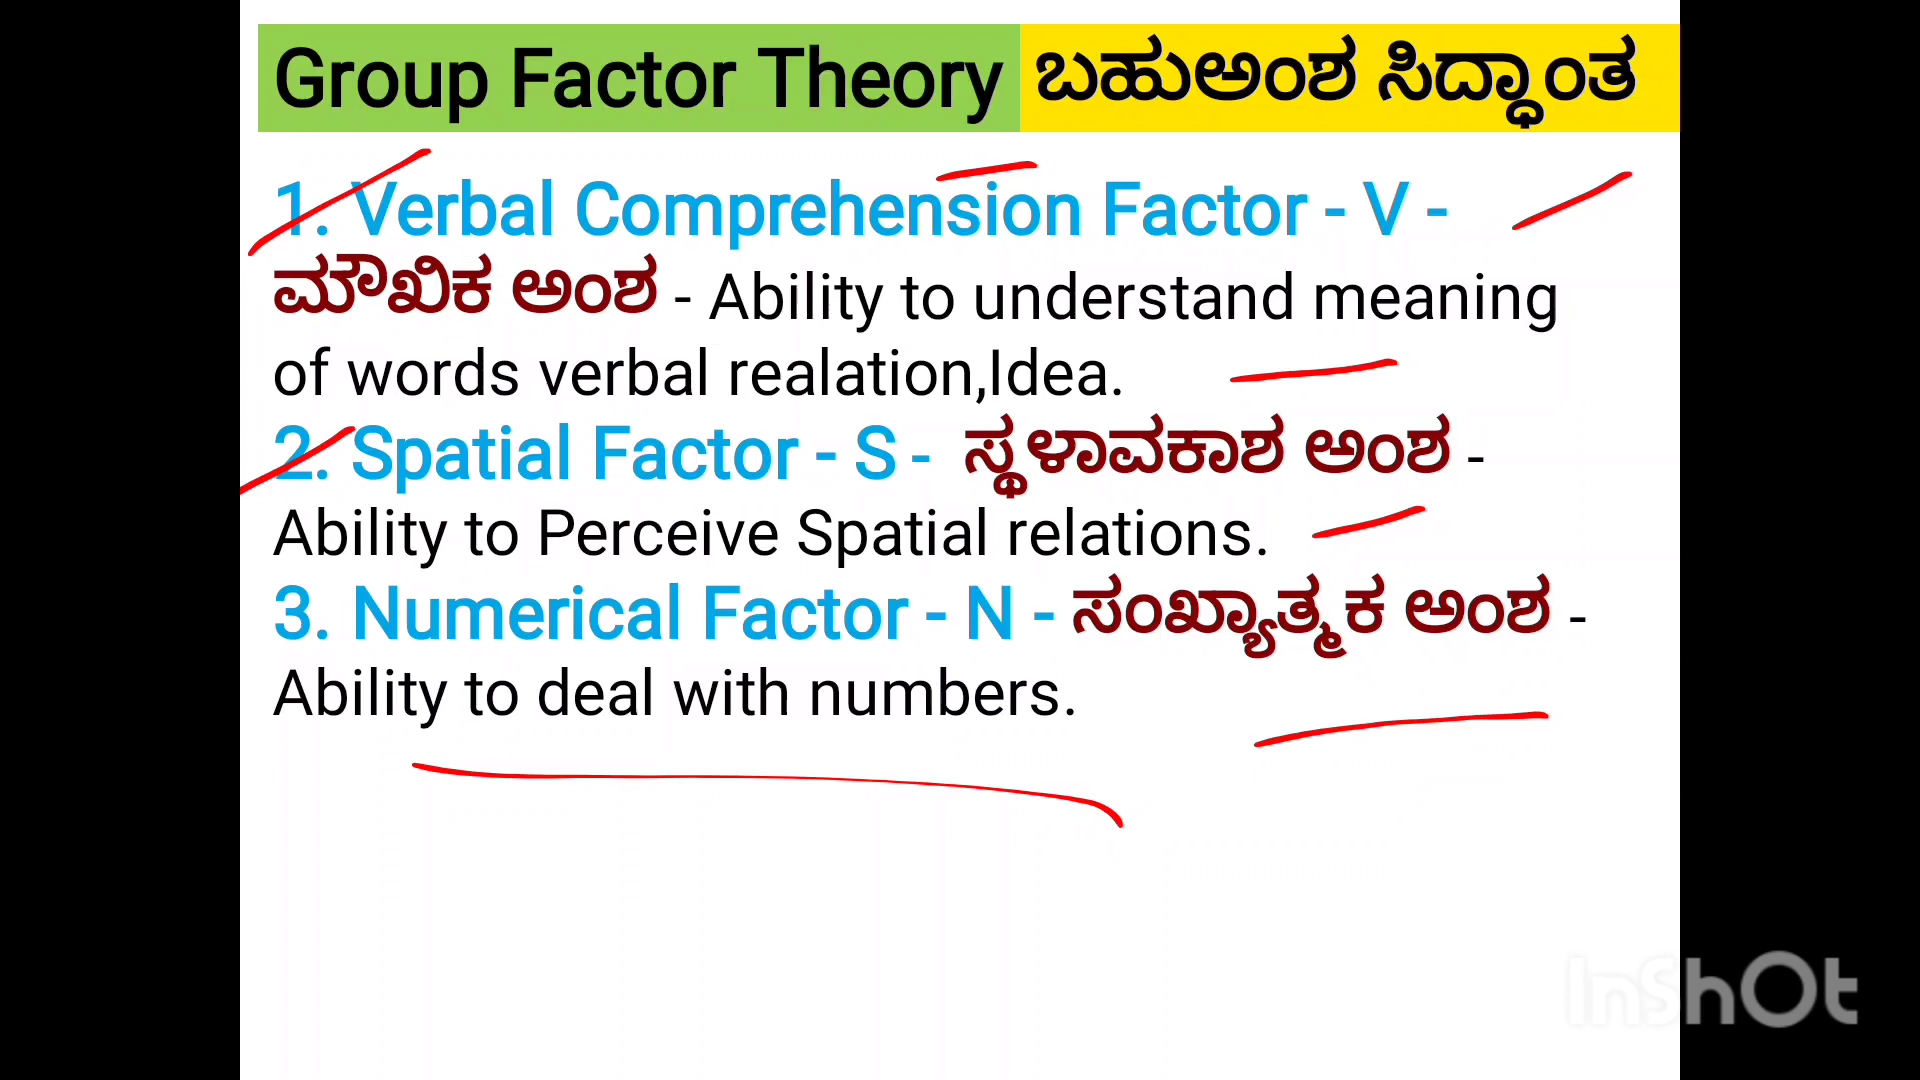 Group Factor Theory ಬಹುಅಂಶ ಸಿದ್ಧಾಂತ
1. Verbal Comprehension Factor - V -
ಮೌಖಿಕ ಅಂಶ - Ability to understand meaning
of words verbal realation,Idea.
2. Spatial Factor - S - ಸ್ಥಳಾವಕಾಶ ಅಂಶ -
Ability to Perceive Spatial relations.
3. Numerical Factor - N - ಸಂಖ್ಯಾತ್ಮಕ ಅಂಶ -
Ability to deal with numbers.
InShOt